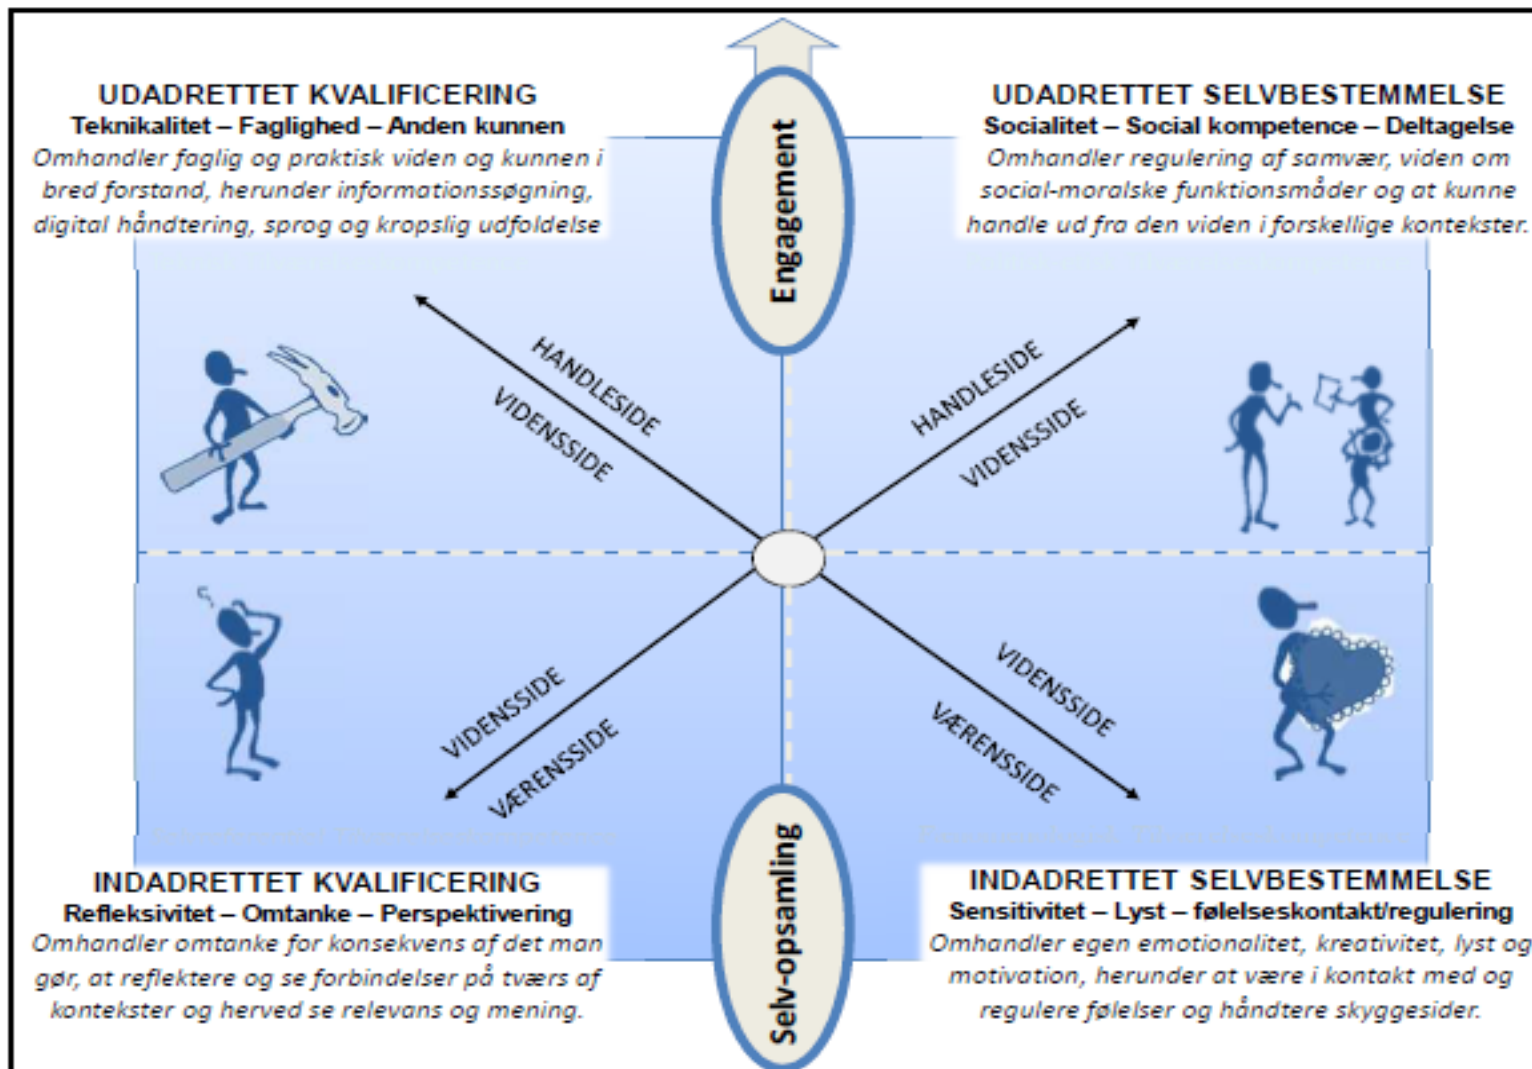 UDADRETTET KVALIFICERING
Teknikalitet – Faglighed – Anden kunnen
Omhandler faglig og praktisk viden og kunnen i
bred forstand, herunder informationssøgning,
digital håndtering, sprog og kropslig udfoldelse
Engagement
UDADRETTET SELVBESTEMMELSE
Socialitet – Social kompetence – Deltagelse
Omhandler regulering af samvær, viden om
social-moralske funktionsmåder og at kunne
handle ud fra den viden i forskellige kontekster.
HANDLESIDE
VIDENSSIDE
HANDLESIDE
VIDENSSIDE
VIDENSSIDE
VÆRENSSIDE
VIDENSSIDE
VÆRENSSIDE
INDADRETTET KVALIFICERING
Refleksivitet – Omtanke – Perspektivering
Omhandler omtanke for konsekvens af det man
gør, at reflektere og se forbindelser på tværs af
kontekster og herved se relevans og mening.
Selv-opsamling
INDADRETTET SELVBESTEMMELSE
Sensitivitet – Lyst – følelseskontakt/regulering
Omhandler egen emotionalitet, kreativitet, lyst og
motivation, herunder at være i kontakt med og
regulere følelser og håndtere skyggesider.